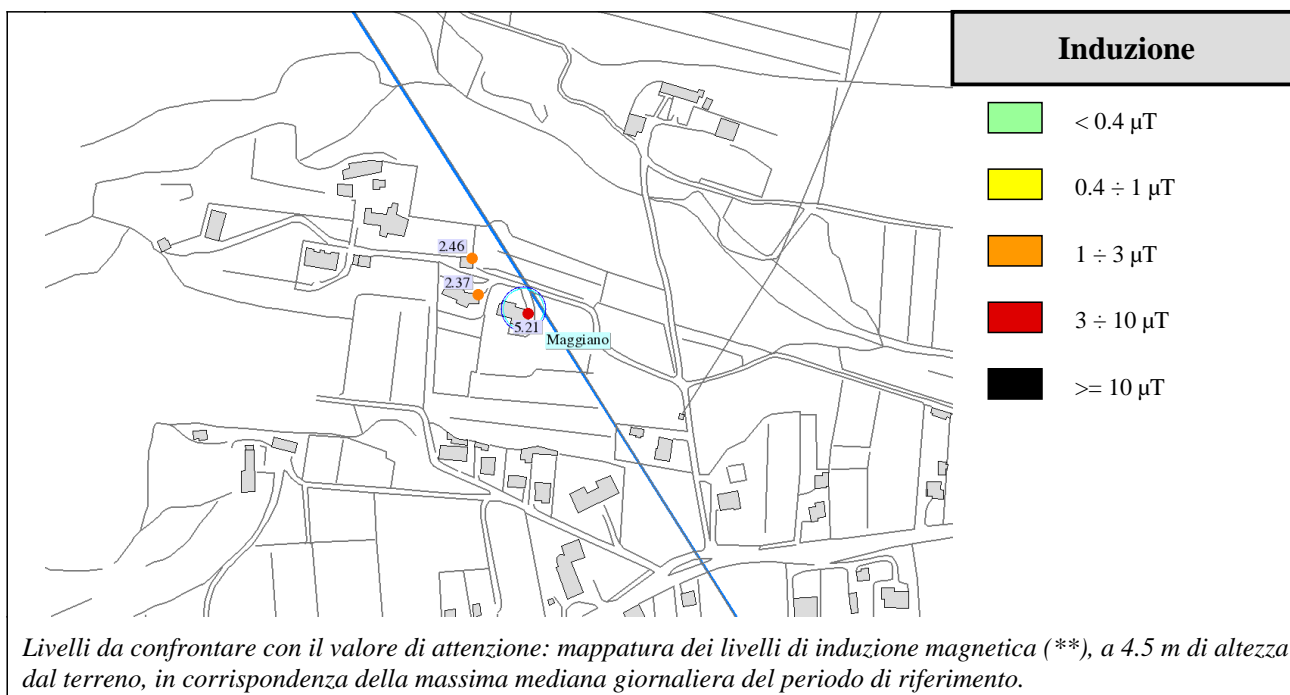 Induzione
< 0.4 µT
0.4 ÷ 1 µT
1 ÷ 3 µT
3 ÷ 10 µT
>= 10 µT
2.46
2.37
5.21
Maggiano
Livelli da confrontare con il valore di attenzione: mappatura dei livelli di induzione magnetica (**), a 4.5 m di altezza
dal terreno, in corrispondenza della massima mediana giornaliera del periodo di riferimento.